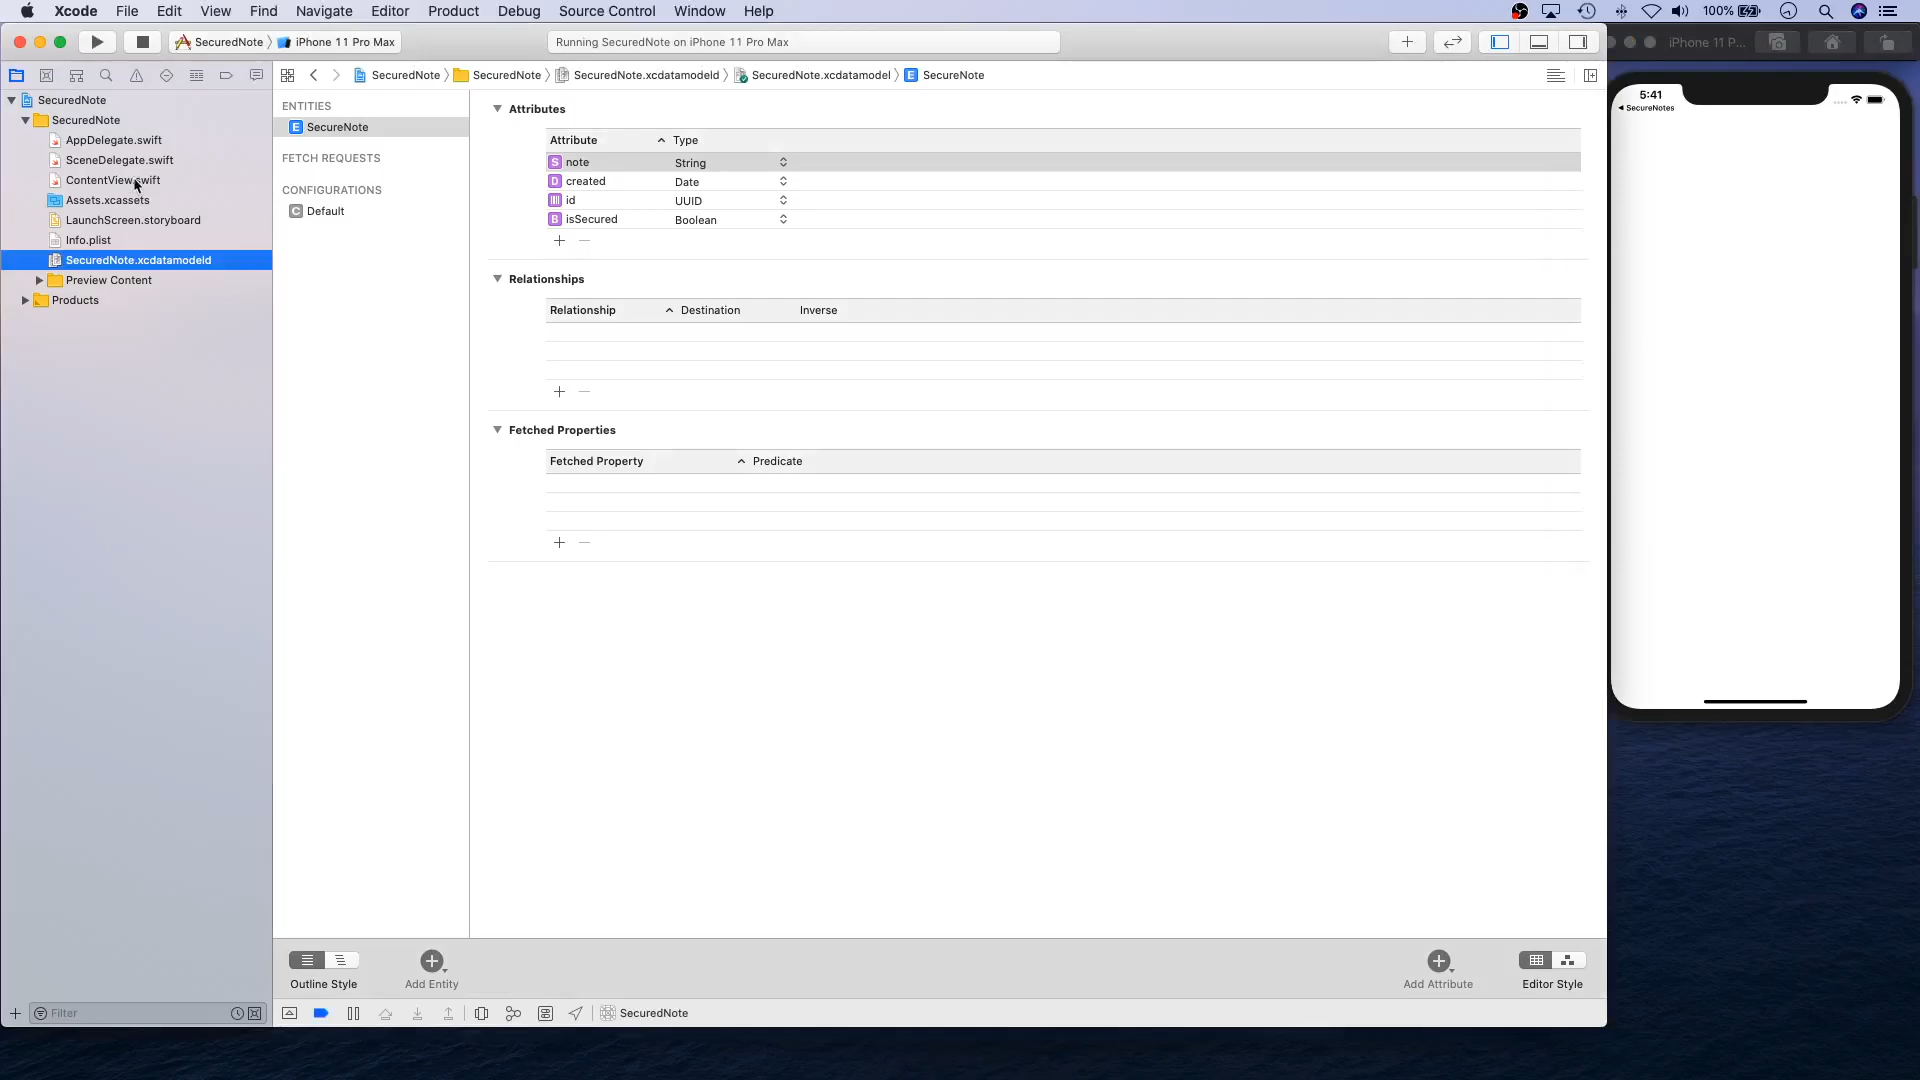 Xcode File Edit View Find Navigate Editor Product Debug Source Control Window Help
100%
SecuredNote iPhone 11 Pro Max
Running SecuredNote on iPhone 11 Pro Max
iPhone 11 P...
SecuredNote SecuredNote SecuredNote.xcdatamodeld SecuredNote.xcdatamodel E SecureNote
SecuredNote
SecuredNote
AppDelegate.swift
SceneDelegate.swift
ContentView.swift
Assets.xcassets
LaunchScreen.storyboard
Info.plist
SecuredNote.xcdatamodeld
Preview Content
Products
Filter
ENTITIES
E SecureNote
FETCH REQUESTS
CONFIGURATIONS
C Default
Attributes
Attribute Type
S note String
D created Date
id UUID
B isSecured Boolean
Relationships
Relationship Destination Inverse
Fetched Properties
Fetched Property Predicate
Outline Style
Add Entity
Add Attribute
Editor Style
SecuredNote
5:41
SecureNotes